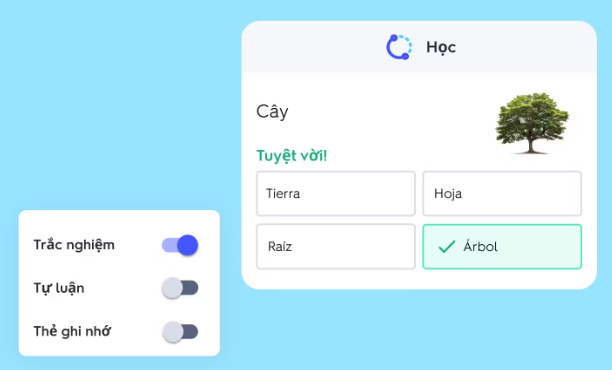 Học
Cây
Tuyệt vời!
Tierra
Hoja
Raíz
Árbol
Trắc nghiệm
Tự luận
Thẻ ghi nhớ